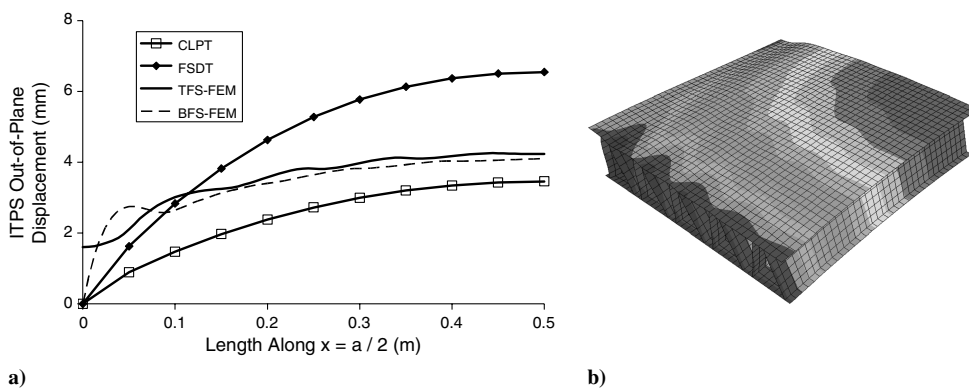 8
6
4
2
0
ITPS Out-of-Plane
Displacement (mm)
CLPT
FSDT
TFS-FEM
BFS-FEM
0 0.1 0.2 0.3 0.4 0.5
Length Along x = a / 2 (m)
a)
b)